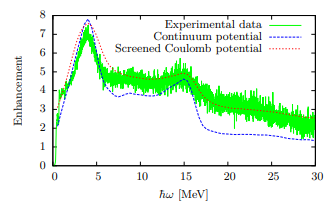 8
7
6
5
4
3
2
1
0
Enhancement
Experimental data
Continuum potential
Screened Coulomb potential
0 5 10 15 20 25 30
ℏω [MeV]